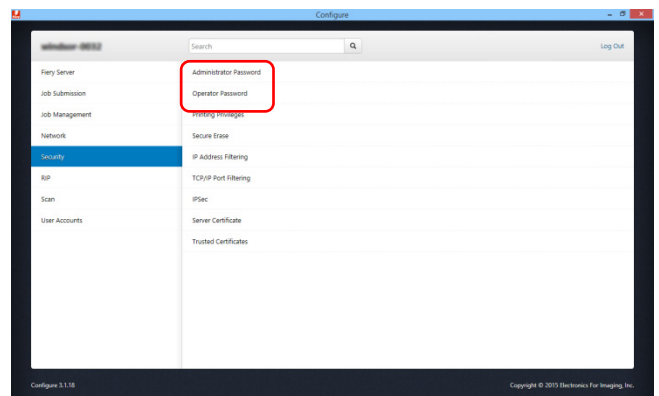 Configure
Search
Log Out
Fiery Server
Administrator Password
Job Submission
Operator Password
Job Management
Printing Privileges
Network
Secure Erase
Security
IP Address Filtering
RIP
TCP/IP Port Filtering
Scan
IPSec
User Accounts
Server Certificate
Trusted Certificates
Configure 3.1.18
Copyright © 2015 Electronics For Imaging, Inc.